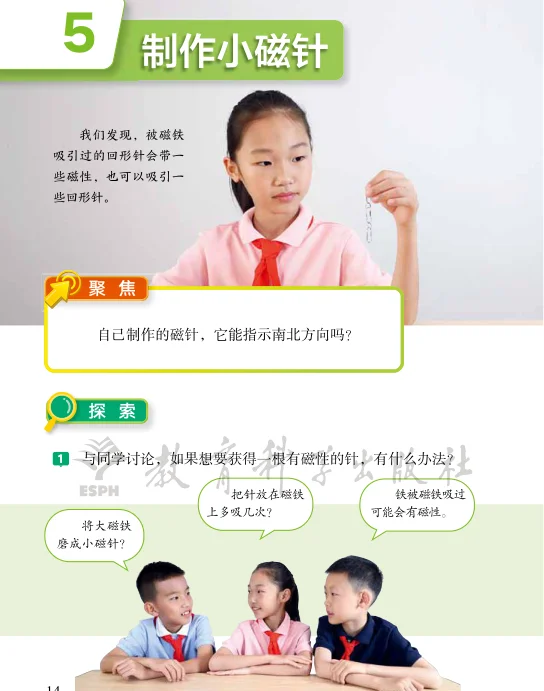 5
制作小磁针
我们发现，被磁铁
吸引过的回形针会带一
些磁性，也可以吸引一
些回形针。
聚焦
自己制作的磁针，它能指示南北方向吗？
探索
1 与同学讨论，如果想要获得一根有磁性的针，有什么办法？
教育科学出版社
ESPH
把针放在磁铁
上多吸几次？
铁被磁铁吸过
可能会有磁性。
将大磁铁
磨成小磁针？
14